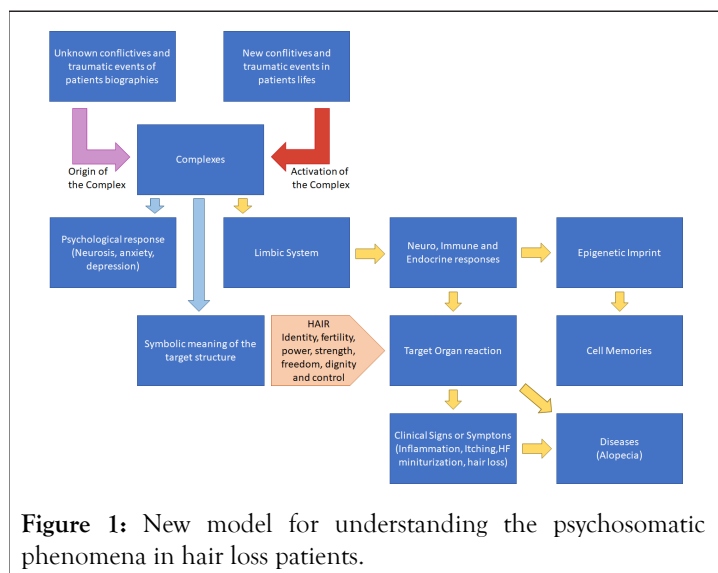 Unknown conflictives and
traumatic events of
patients biographies
New conflitives and
traumatic events in
patients lifes
Complexes
Origin of
the Complex
Activation of
the Complex
Psychological response
(Neurosis, anxiety,
depression)
Limbic System
Neuro, Immune and
Endocrine responses
Epigenetic Imprint
Symbolic meaning of the
target structure
HAIR
Identity, fertility,
power, strength,
freedom, dignity
and control
Target Organ reaction
Cell Memories
Clinical Signs or Symptons
(Inflammation, Itching,HF
miniturization, hair loss)
Diseases
(Alopecia)
Figure 1: New model for understanding the psychosomatic
phenomena in hair loss patients.